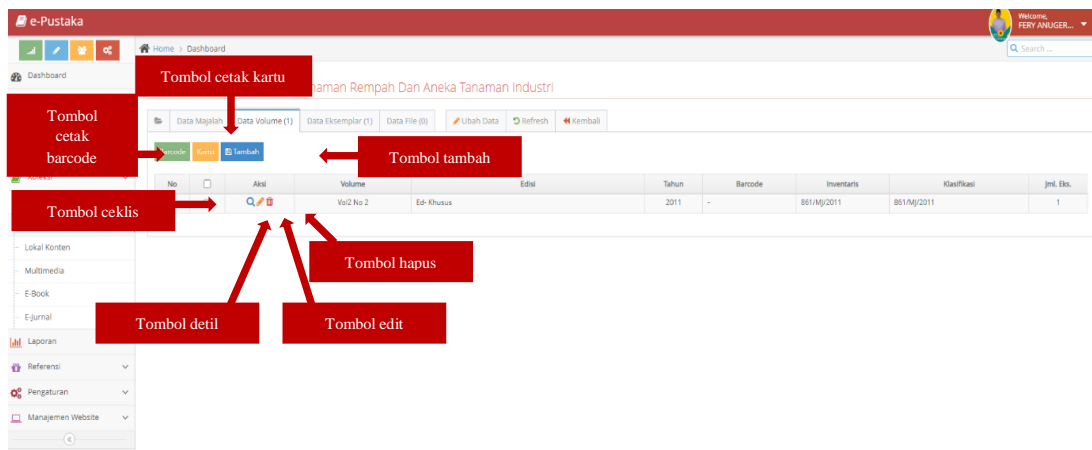 e-Pustaka
Welcome,
FERY ANUGER...
Home > Dashboard
Search ...
Dashboard
Tombol cetak kartu
naman Rempah Dan Aneka Tanaman Industri
Tombol
cetak
barcode
Data Majalah Data Volume (1) Data Eksemplar (1) Data File (0) Ubah Data Refresh Kembali
Barcode Kartu Tambah
Tombol tambah
Koleksi
No Aksi Volume Edisi Tahun Barcode Inventaris Klasifikasi Jml. Eks.
Tombol ceklis
Vol2 No 2 Ed- Khusus 2011 - 861/MJ/2011 861/MJ/2011 1
Lokal Konten
Tombol hapus
Multimedia
E-Book
E-Jurnal
Tombol detil
Tombol edit
Laporan
Referensi
Pengaturan
Manajemen Website